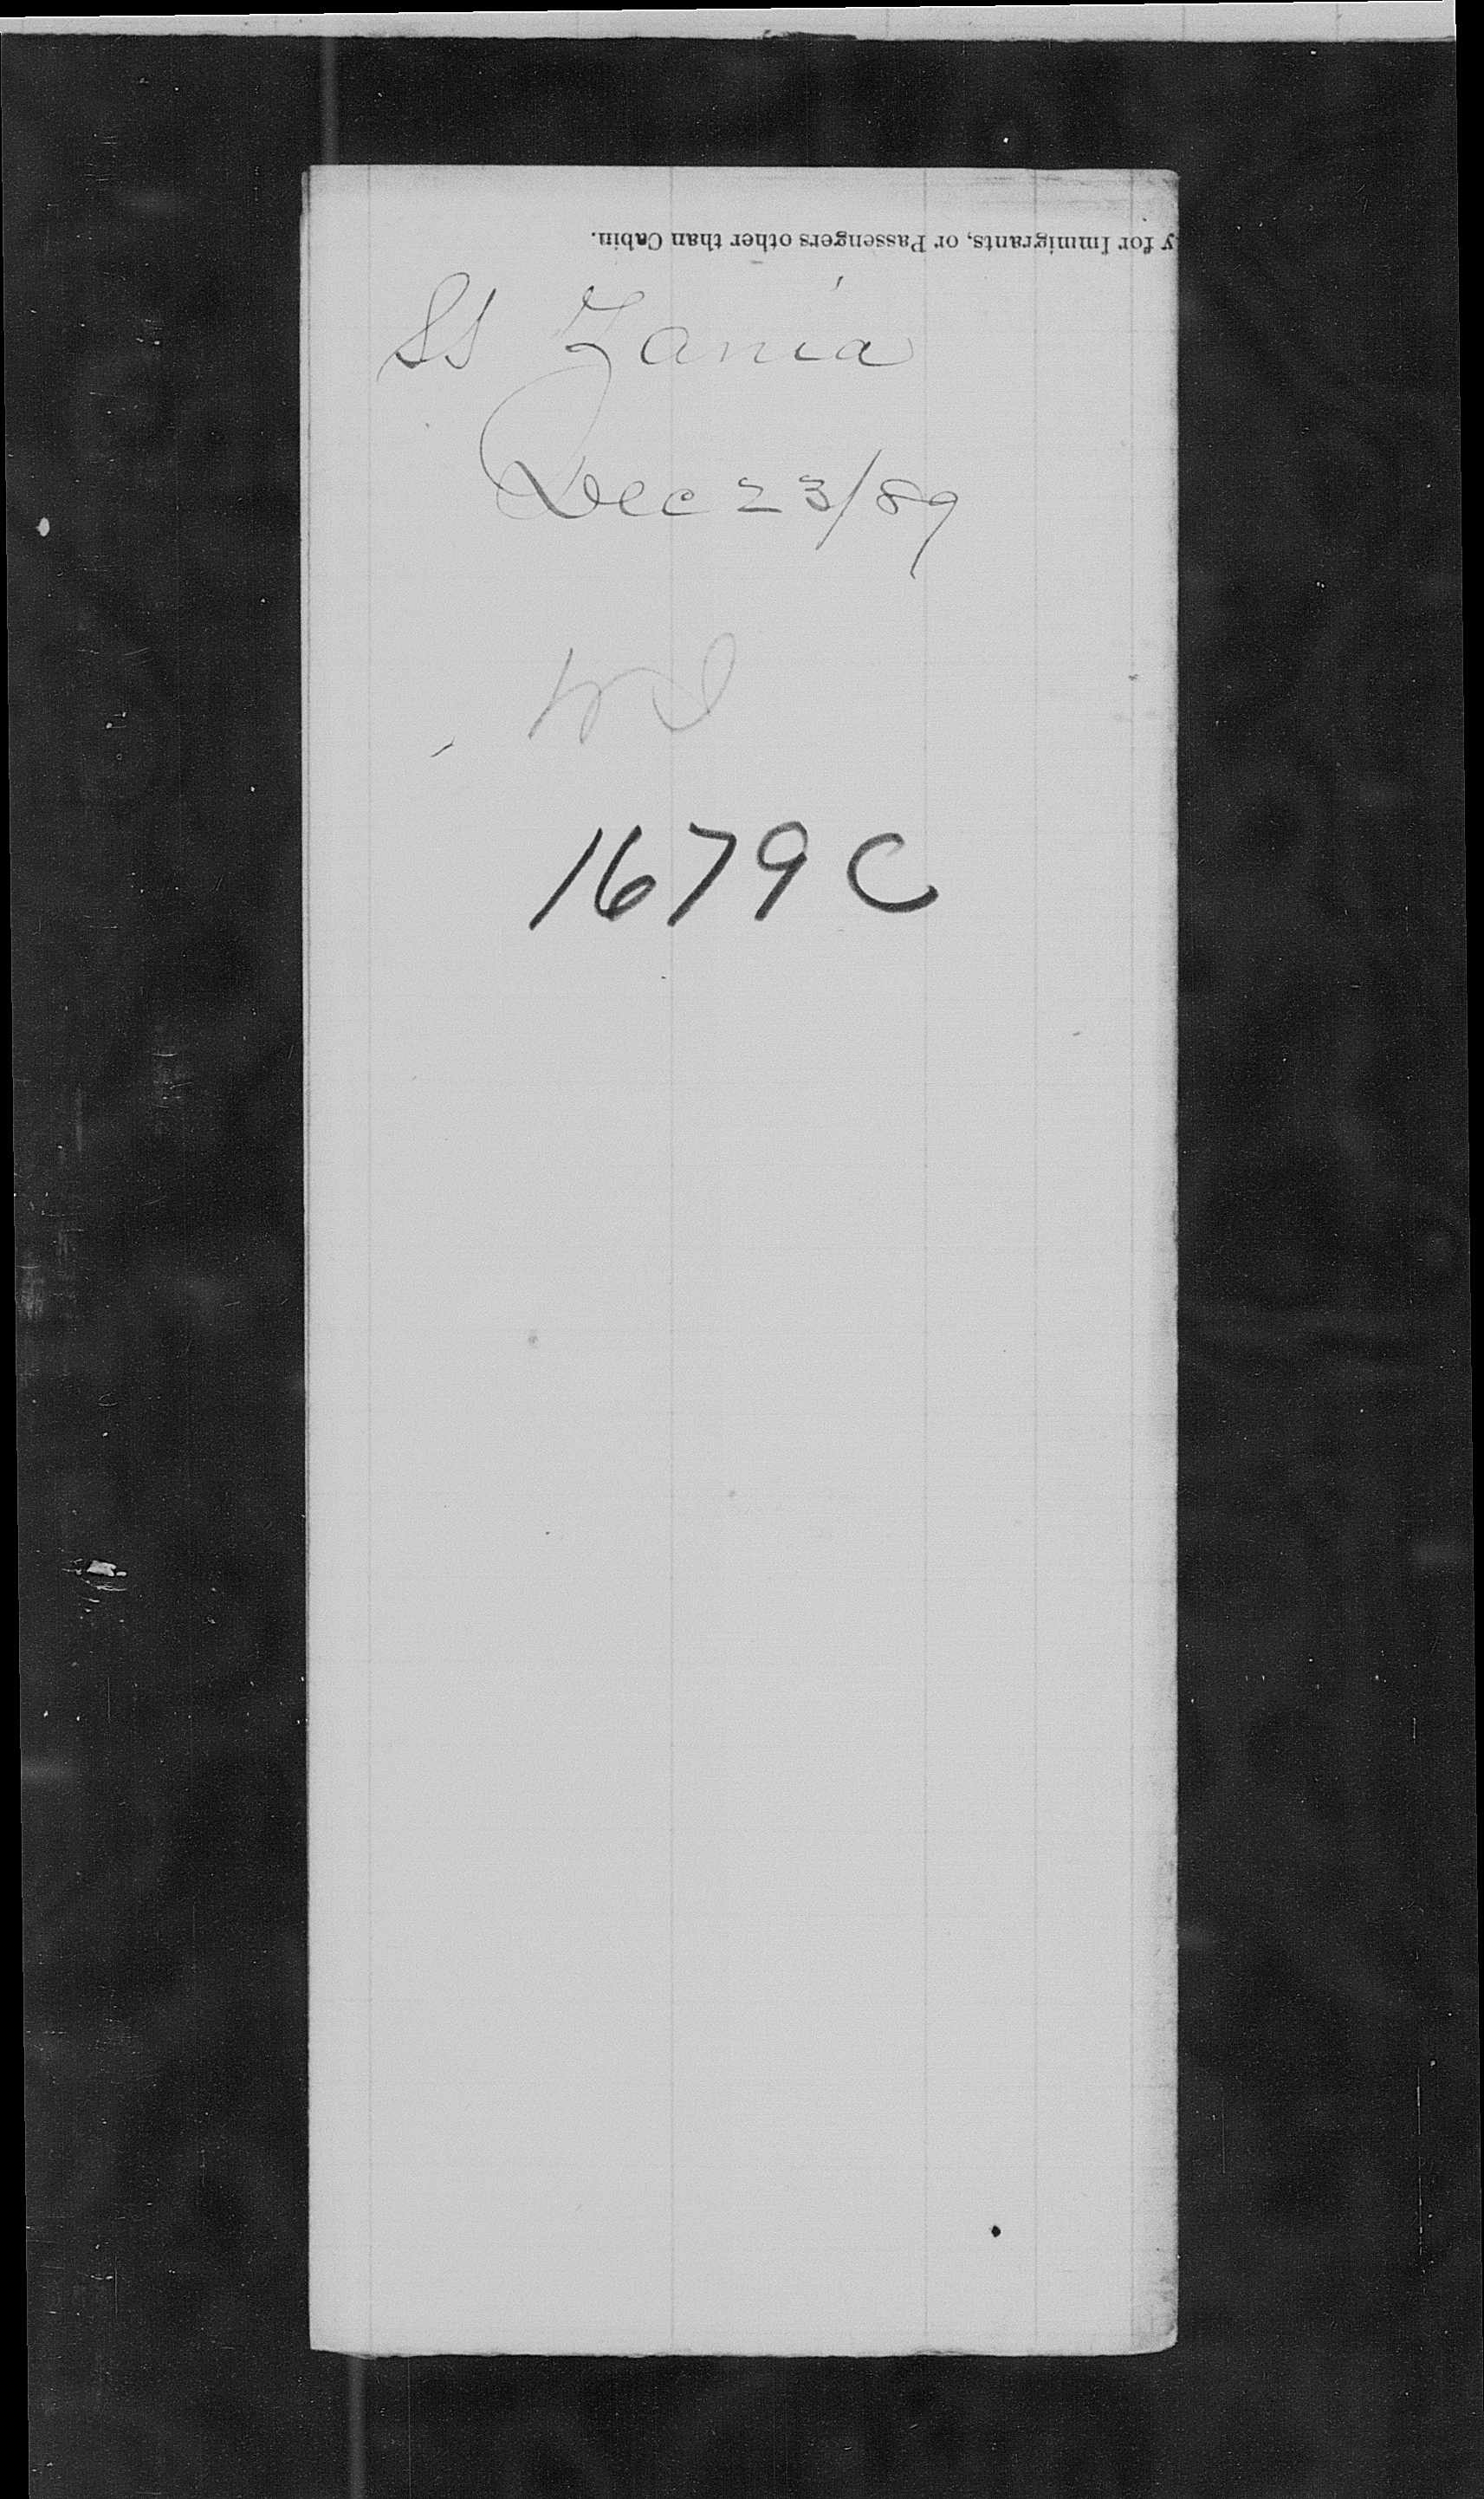 y for Immigrants, or Passengers other than Cabin.
SS Zania
Dec 23/89
1679 C